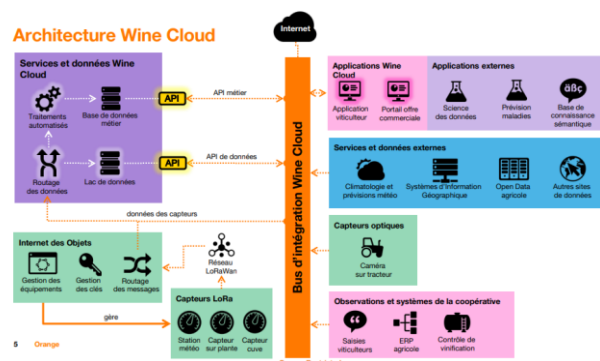 Architecture Wine Cloud
Internet
Services et données Wine
Cloud
Traitements
automatisés
Base de données
métier
API
API métier
Routage
des données
Lac de données
API
API de données
données des capteurs
Bus d'intégration Wine Cloud
Applications Wine
Cloud
Application
viticulteur
Portail offre
commerciale
Applications externes
Science
des données
Prévision
maladies
äBç
Base de
connaissance
sémantique
Services et données externes
Climatologie et
prévisions météo
Systèmes d'Information
Géographique
Open Data
agricole
Autres sites
de données
Internet des Objets
Gestion des
équipements
Gestion
des clés
Routage
des messages
Réseau
LoRaWan
gère
Capteurs LoRa
Station
météo
Capteur
sur plante
Capteur
cuve
Capteurs optiques
Caméra
sur tracteur
Observations et systèmes de la coopérative
Saisies
viticulteurs
ERP
agricole
Contrôle de
vinification
5 Orange